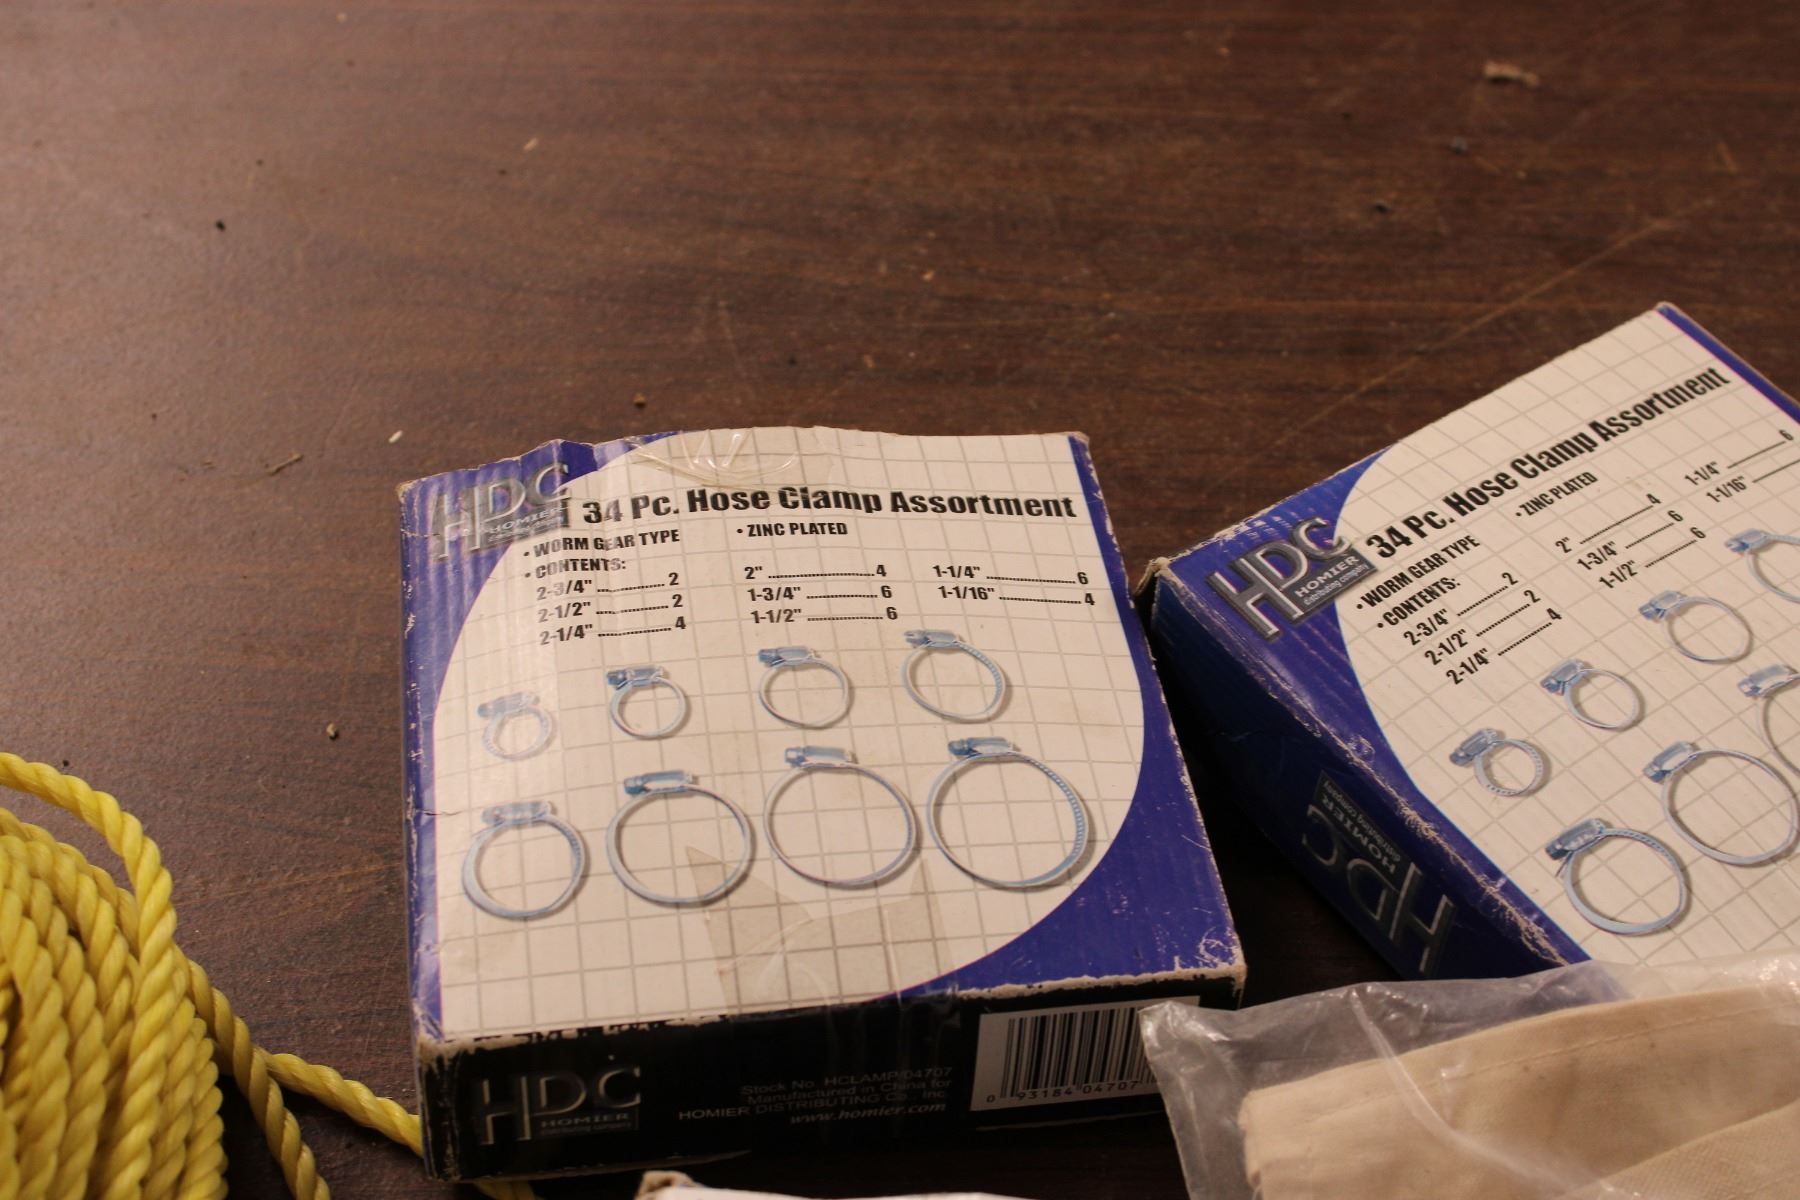 HDC
HOMIER
distributing company
34 Pc. Hose Clamp Assortment
• WORM GEAR TYPE • ZINC PLATED
• CONTENTS:
2-3/4" ............... 2
2-1/2" ............... 2
2-1/4" ............... 4
2" ............... 4
1-3/4" ............... 6
1-1/2" ............... 6
1-1/4" ............... 6
1-1/16" ............... 4
HDC
HOMIER
distributing company
Stock No. HCLAMP/04707
Manufactured in China for
HOMIER DISTRIBUTING Co., Inc.
www.homier.com
0 93184 04707
HDC
HOMIER
distributing company
34 Pc. Hose Clamp Assortment
• WORM GEAR TYPE • ZINC PLATED
• CONTENTS:
2-3/4" ............... 2
2-1/2" ............... 2
2-1/4" ............... 4
2" ............... 4
1-3/4" ............... 6
1-1/2" ............... 6
1-1/4" ............... 6
1-1/16" ...............
HDC
HOMIER
distributing company